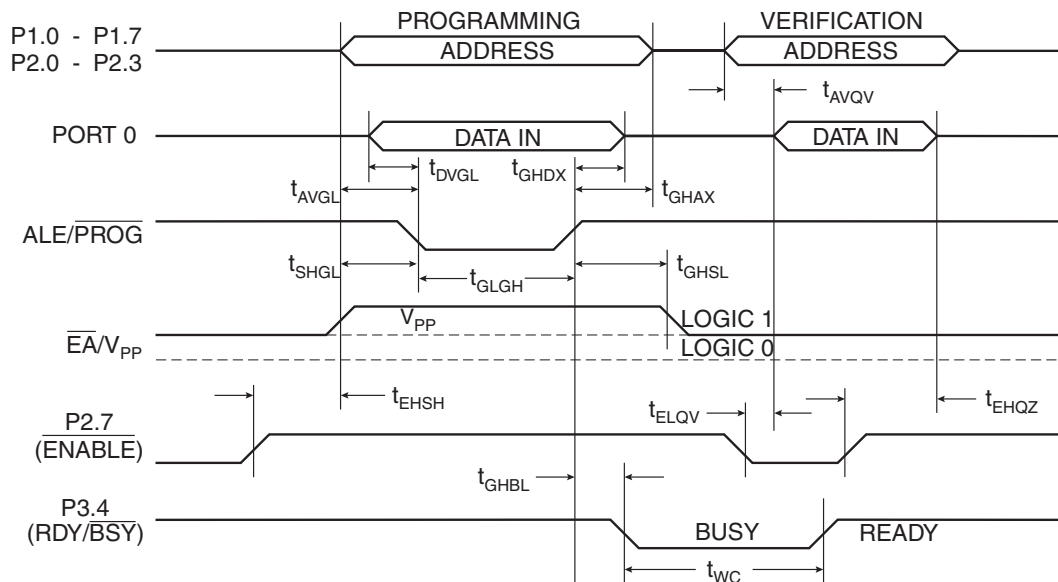 PROGRAMMING VERIFICATION
P1.0 - P1.7
P2.0 - P2.3
ADDRESS ADDRESS
tAVQV
PORT 0 DATA IN DATA IN
tDVGL tGHDX
tAVGL tGHAX
ALE/PROG
tSHGL tGLGH tGHSL
VPP LOGIC 1
EA/VPP LOGIC 0
tEHSH tELQV tEHQZ
P2.7
(ENABLE)
tGHBL
P3.4
(RDY/BSY) BUSY READY
tWC